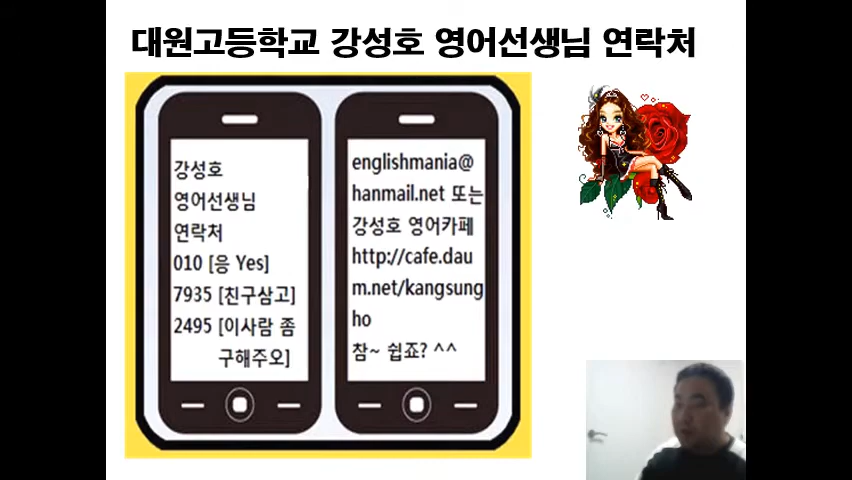 대원고등학교 강성호 영어선생님 연락처
강성호
영어선생님
연락처
010 [응 Yes]
7935 [친구삼고]
2495 [이사람 좀
구해주오]
englishmania@
hanmail.net 또는
강성호 영어카페
http://cafe.dau
m.net/kangsung
ho
참~ 쉽죠? ^^